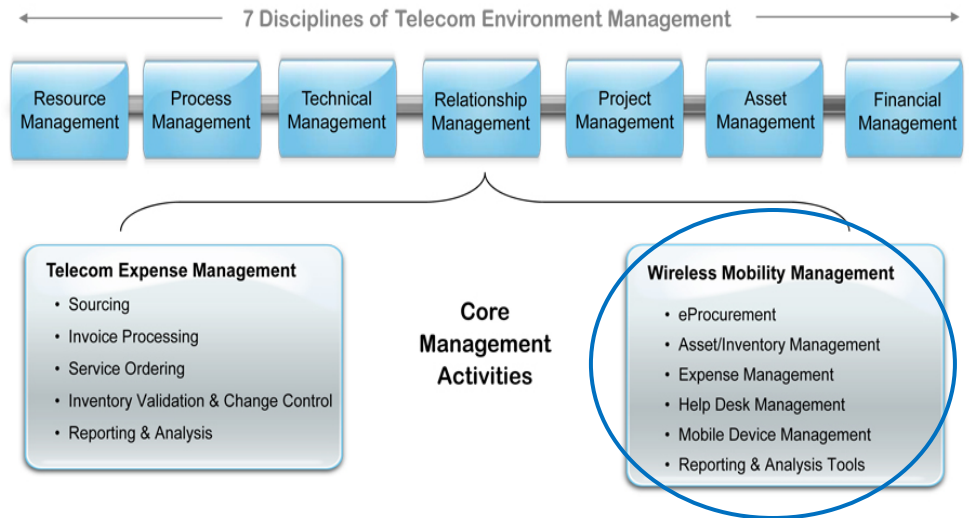 7 Disciplines of Telecom Environment Management
Resource
Management
Process
Management
Technical
Management
Relationship
Management
Project
Management
Asset
Management
Financial
Management
Telecom Expense Management
• Sourcing
• Invoice Processing
• Service Ordering
• Inventory Validation & Change Control
• Reporting & Analysis
Core
Management
Activities
Wireless Mobility Management
• eProcurement
• Asset/Inventory Management
• Expense Management
• Help Desk Management
• Mobile Device Management
• Reporting & Analysis Tools